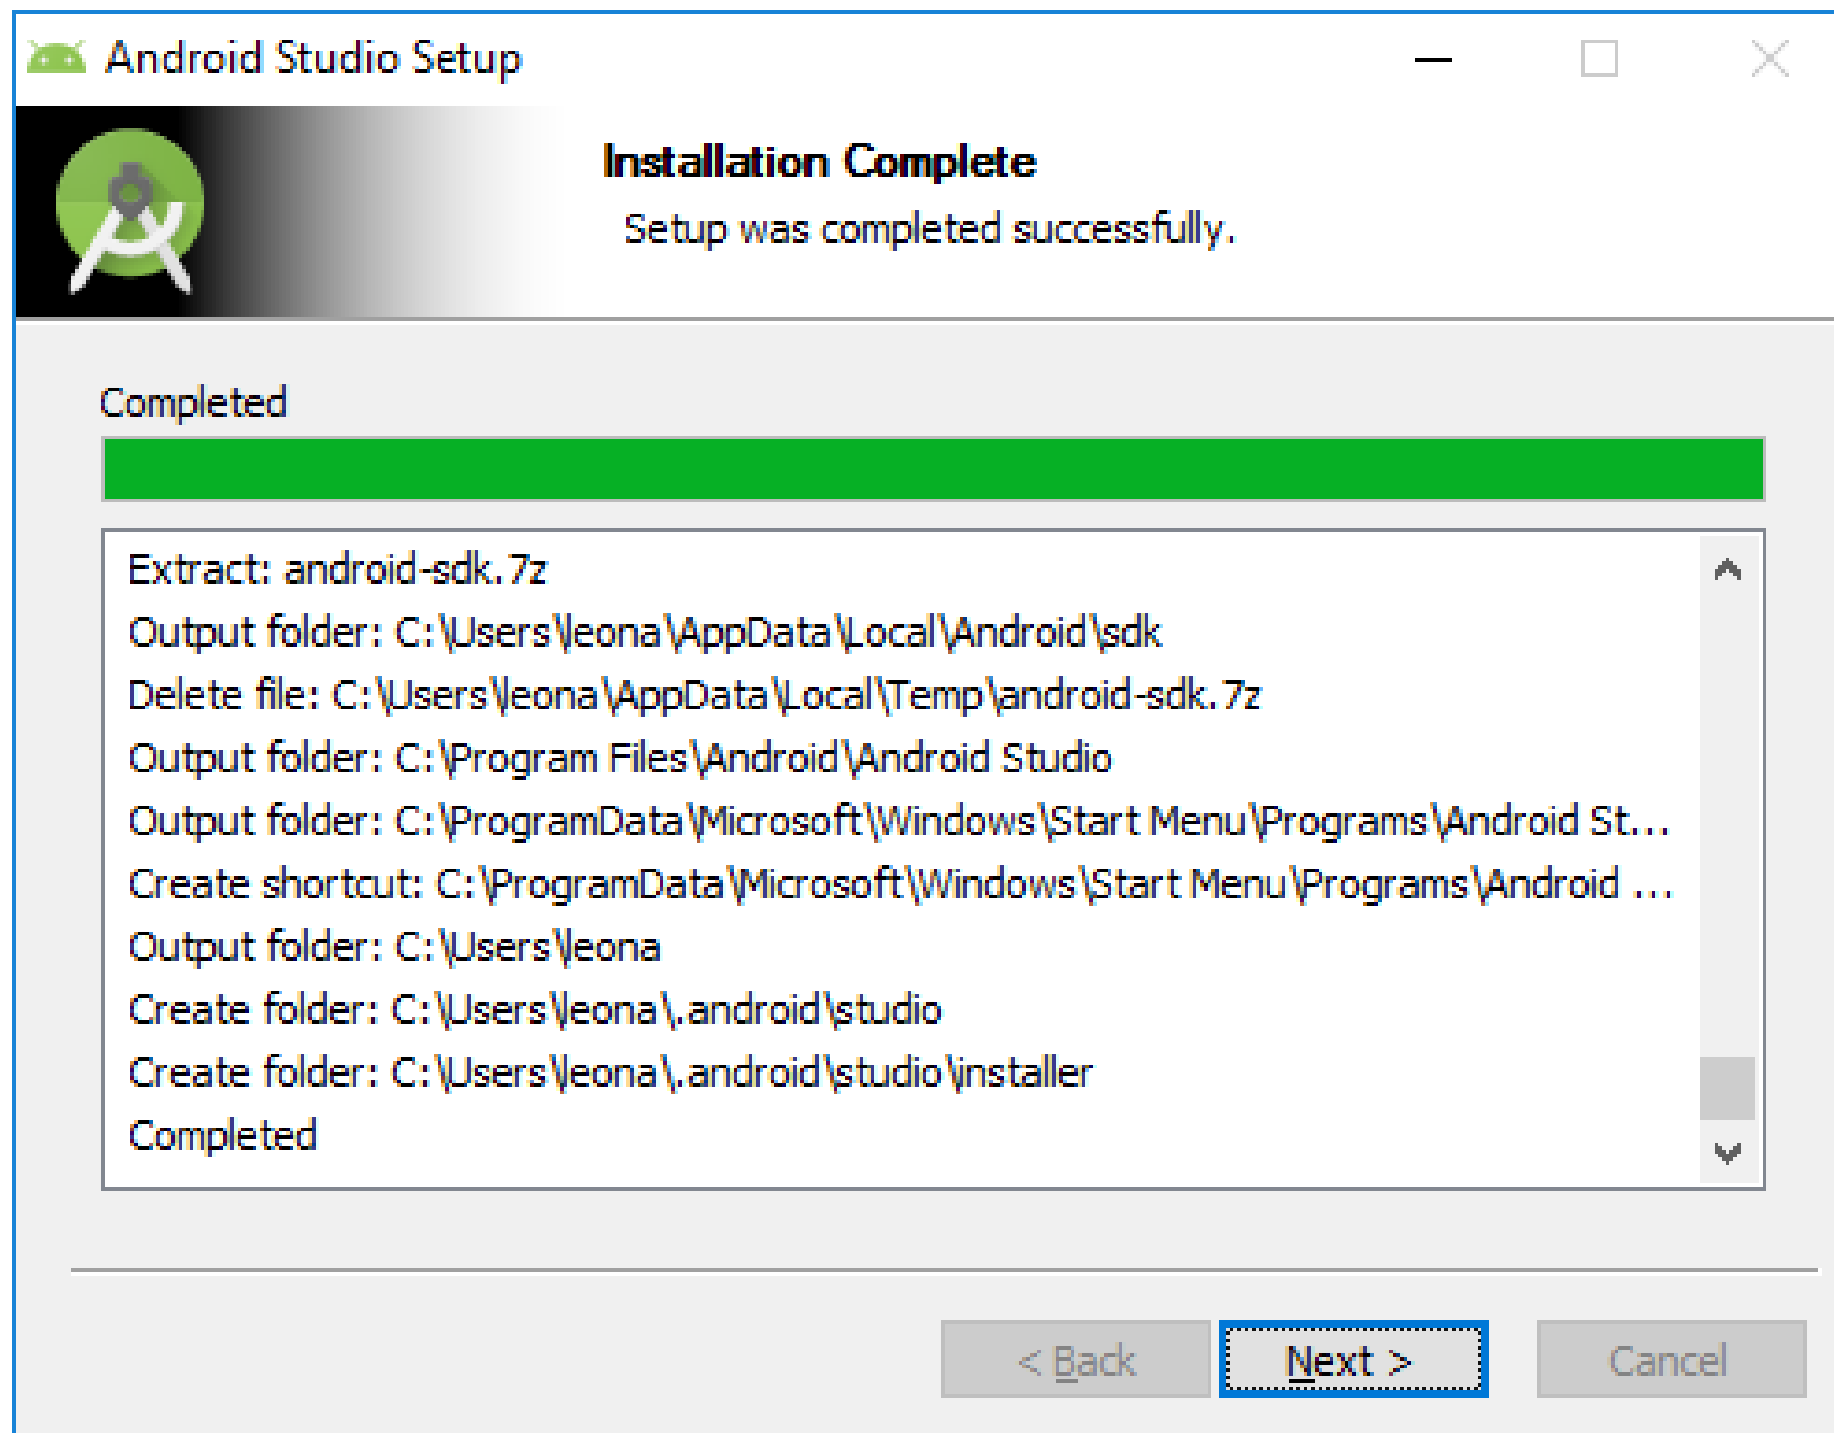 Android Studio Setup
Installation Complete
Setup was completed successfully.
Completed
Extract: android-sdk.7z
Output folder: C:\Users\leona\AppData\Local\Android\sdk
Delete file: C:\Users\leona\AppData\Local\Temp\android-sdk.7z
Output folder: C:\Program Files\Android\Android Studio
Output folder: C:\ProgramData\Microsoft\Windows\Start Menu\Programs\Android St...
Create shortcut: C:\ProgramData\Microsoft\Windows\Start Menu\Programs\Android ...
Output folder: C:\Users\leona
Create folder: C:\Users\leona\.android\studio
Create folder: C:\Users\leona\.android\studio\installer
Completed
< Back Next > Cancel